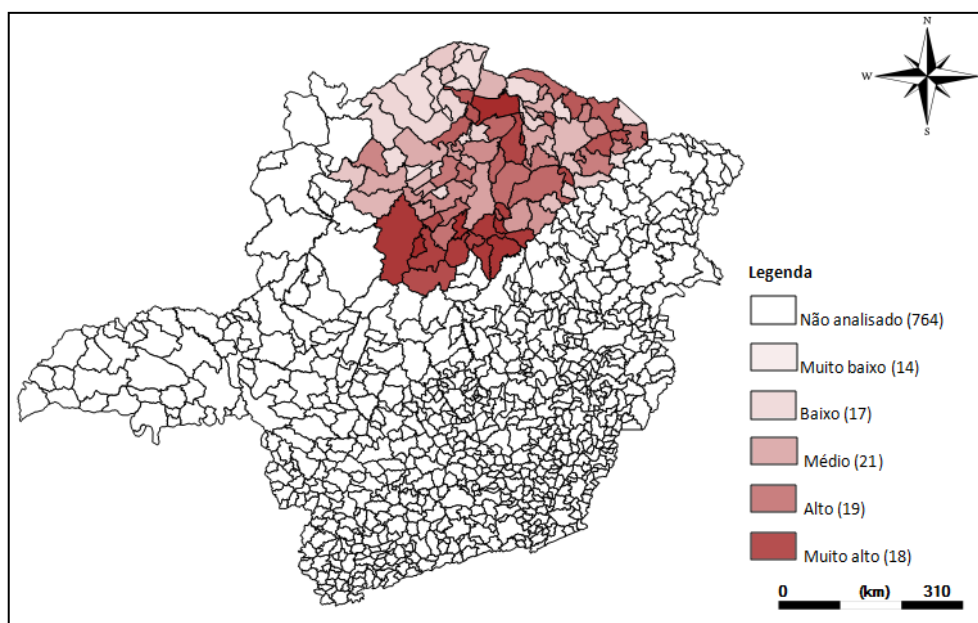 N
W
S
Legenda
Não analisado (764)
Muito baixo (14)
Baixo (17)
Médio (21)
Alto (19)
Muito alto (18)
0 (km) 310